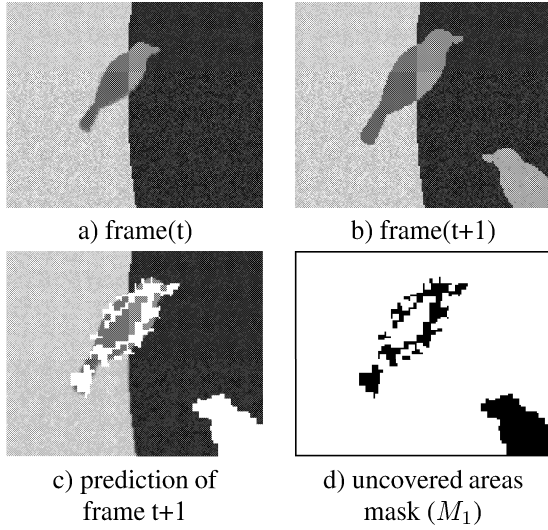 a) frame(t)
b) frame(t+1)
c) prediction of
frame t+1
d) uncovered areas
mask (M₁)